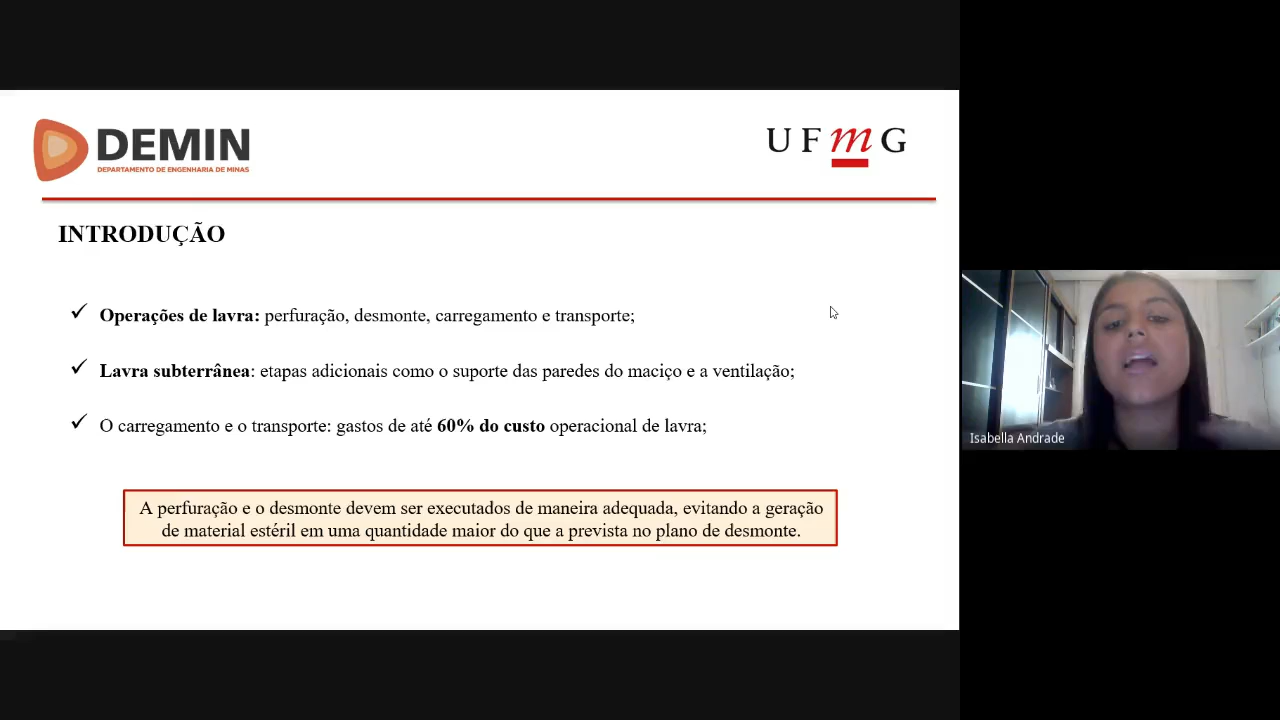 DEMIN
DEPARTAMENTO DE ENGENHARIA DE MINAS
UFmG
INTRODUÇÃO
✓ Operações de lavra: perfuração, desmonte, carregamento e transporte;
✓ Lavra subterrânea: etapas adicionais como o suporte das paredes do maciço e a ventilação;
✓ O carregamento e o transporte: gastos de até 60% do custo operacional de lavra;
A perfuração e o desmonte devem ser executados de maneira adequada, evitando a geração
de material estéril em uma quantidade maior do que a prevista no plano de desmonte.
Isabella Andrade